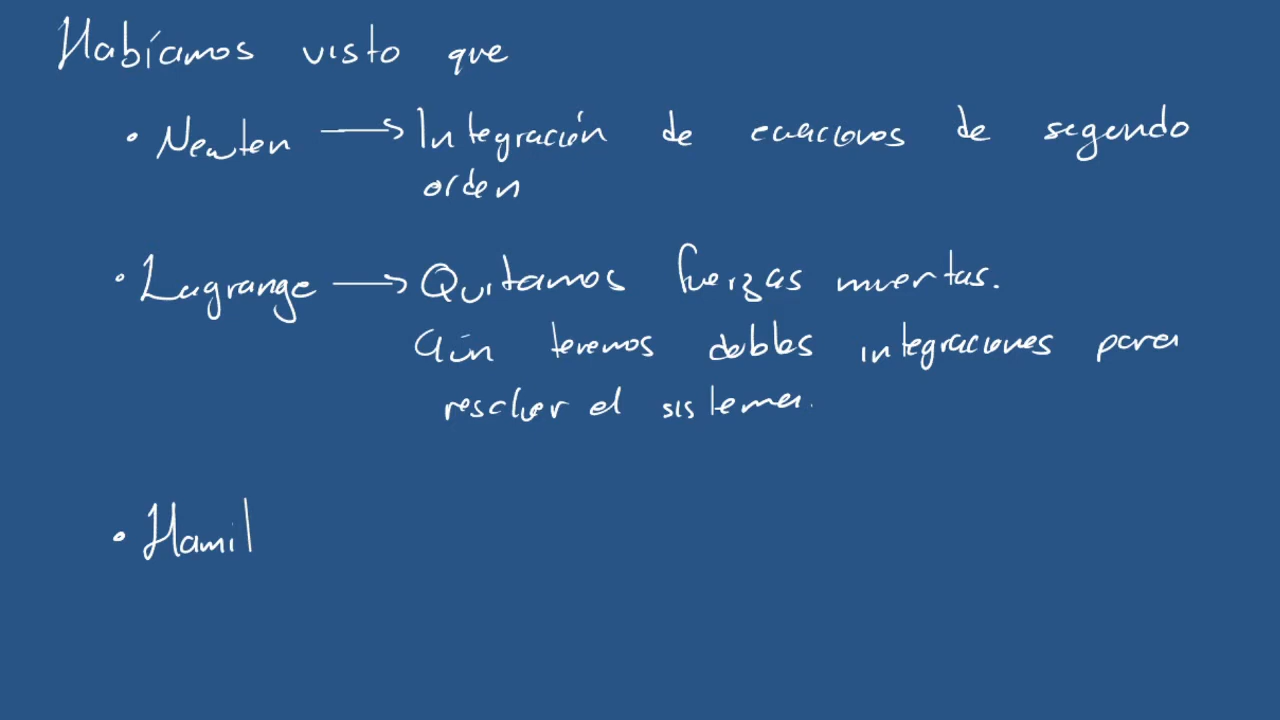 Habíamos visto que
• Newton → Integración de ecuaciones de segundo
orden
• Lagrange → Quitamos fuerzas muertas.
Aún tenemos dobles integraciones para
resolver el sistema.
• Hamil